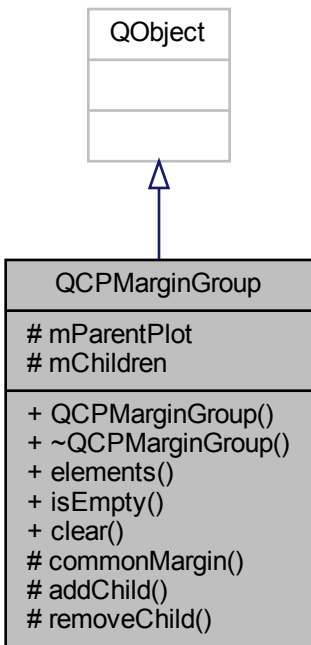 QObject
QCPMarginGroup
# mParentPlot
# mChildren
+ QCPMarginGroup()
+ ~QCPMarginGroup()
+ elements()
+ isEmpty()
+ clear()
# commonMargin()
# addChild()
# removeChild()